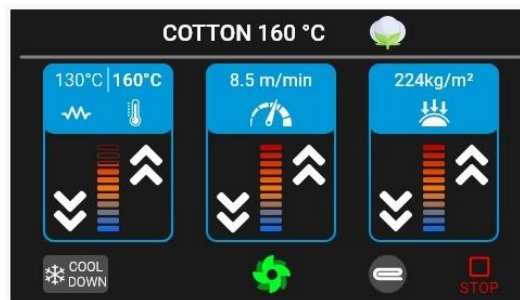 COTTON 160 °C
130°C|160°C
8.5 m/min
224kg/m²
COOL
DOWN
STOP